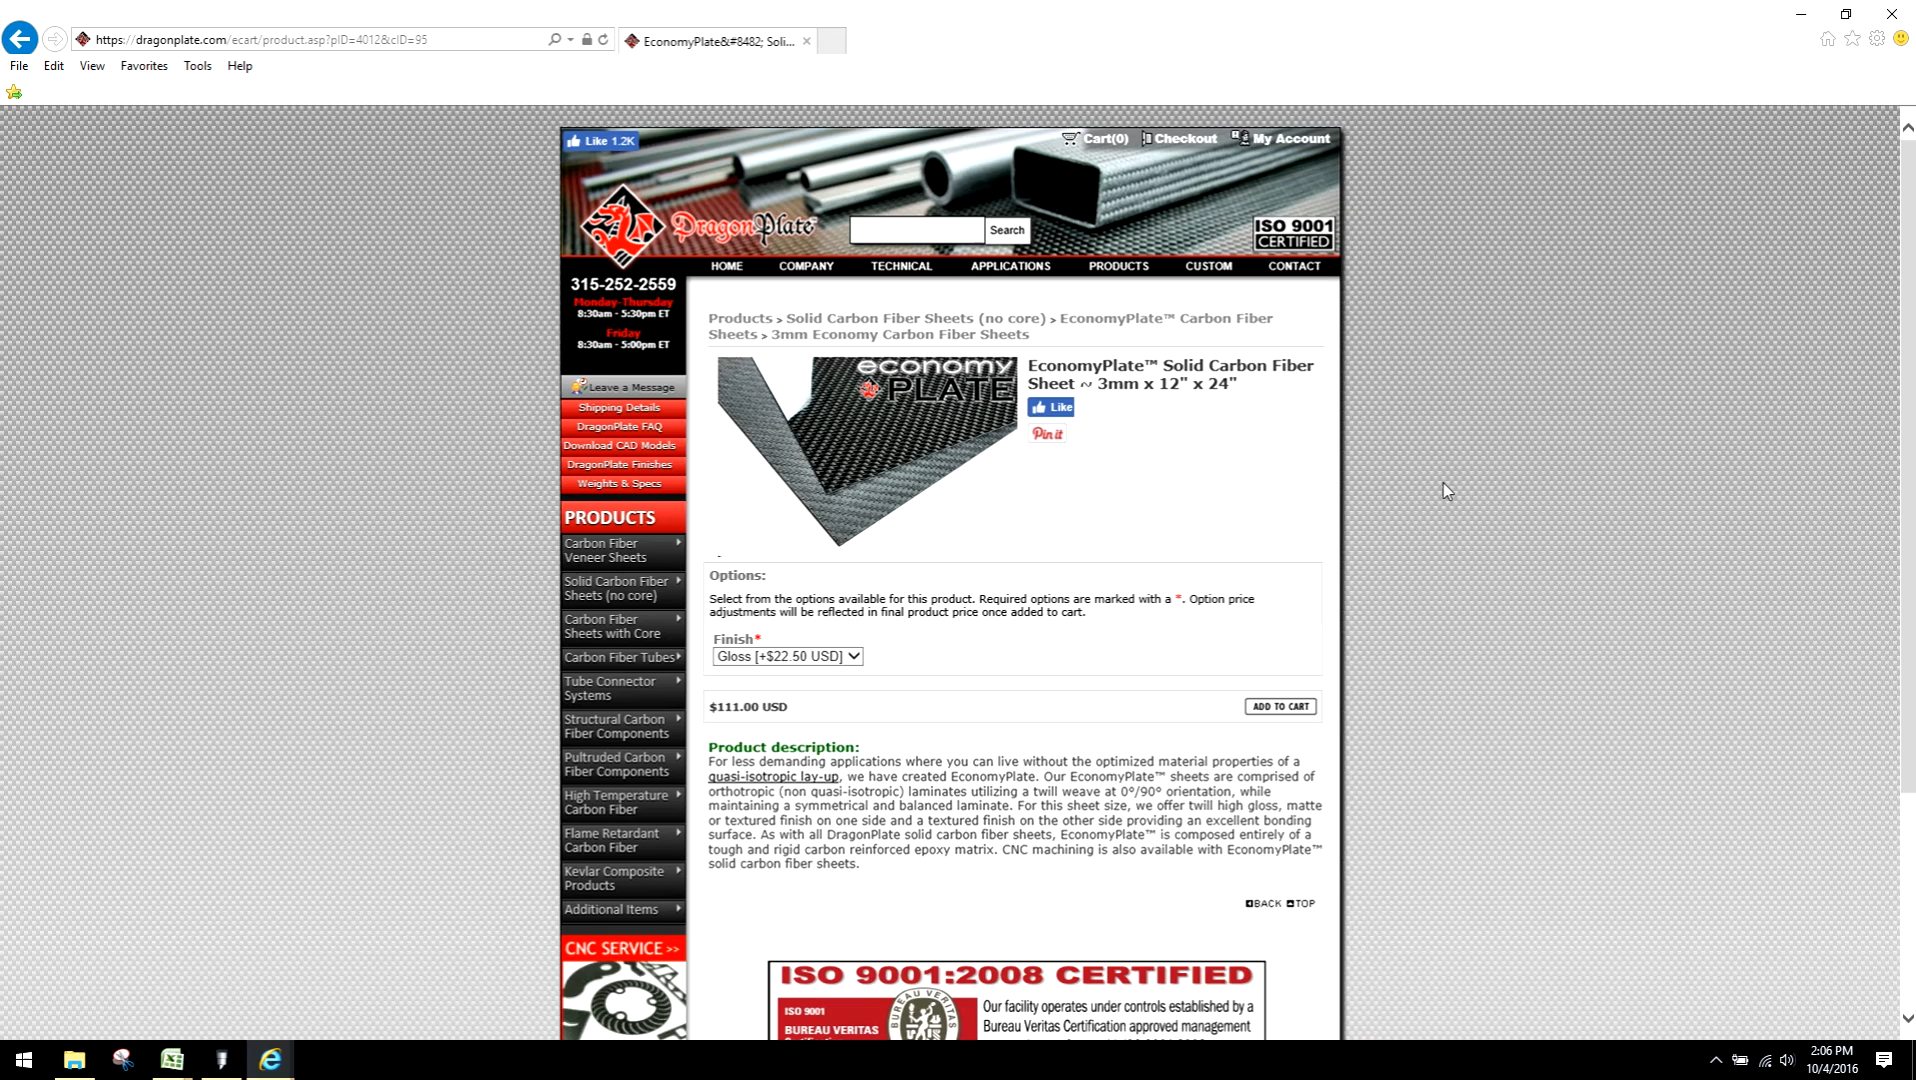 https://dragonplate.com/ecart/product.asp?pID=4012&cID=95
EconomyPlate&#8482; Soli...
File Edit View Favorites Tools Help
Like 1.2K
Cart(0) Checkout My Account
DragonPlate
Search
ISO 9001
CERTIFIED
HOME COMPANY TECHNICAL APPLICATIONS PRODUCTS CUSTOM CONTACT
315-252-2559
Monday-Thursday
8:30am - 5:30pm ET
Friday
8:30am - 5:00pm ET
Leave a Message
Shipping Details
DragonPlate FAQ
Download CAD Models
DragonPlate Finishes
Weights & Specs
PRODUCTS
Carbon Fiber
Veneer Sheets
Solid Carbon Fiber
Sheets (no core)
Carbon Fiber
Sheets with Core
Carbon Fiber Tubes
Tube Connector
Systems
Structural Carbon
Fiber Components
Pultruded Carbon
Fiber Components
High Temperature
Carbon Fiber
Flame Retardant
Carbon Fiber
Kevlar Composite
Products
Additional Items
CNC SERVICE >>
Products > Solid Carbon Fiber Sheets (no core) > EconomyPlate™ Carbon Fiber
Sheets > 3mm Economy Carbon Fiber Sheets
economy
PLATE
EconomyPlate™ Solid Carbon Fiber
Sheet ~ 3mm x 12" x 24"
Like
Pin it
Options:
Select from the options available for this product. Required options are marked with a *. Option price
adjustments will be reflected in final product price once added to cart.
Finish*
Gloss [+$22.50 USD]
$111.00 USD
ADD TO CART
Product description:
For less demanding applications where you can live without the optimized material properties of a
quasi-isotropic lay-up, we have created EconomyPlate. Our EconomyPlate™ sheets are comprised of
orthotropic (non quasi-isotropic) laminates utilizing a twill weave at 0°/90° orientation, while
maintaining a symmetrical and balanced laminate. For this sheet size, we offer twill high gloss, matte
or textured finish on one side and a textured finish on the other side providing an excellent bonding
surface. As with all DragonPlate solid carbon fiber sheets, EconomyPlate™ is composed entirely of a
tough and rigid carbon reinforced epoxy matrix. CNC machining is also available with EconomyPlate™
solid carbon fiber sheets.
BACK TOP
ISO 9001:2008 CERTIFIED
ISO 9001
BUREAU VERITAS
BUREAU VERITAS
Our facility operates under controls established by a
Bureau Veritas Certification approved management
2:06 PM
10/4/2016